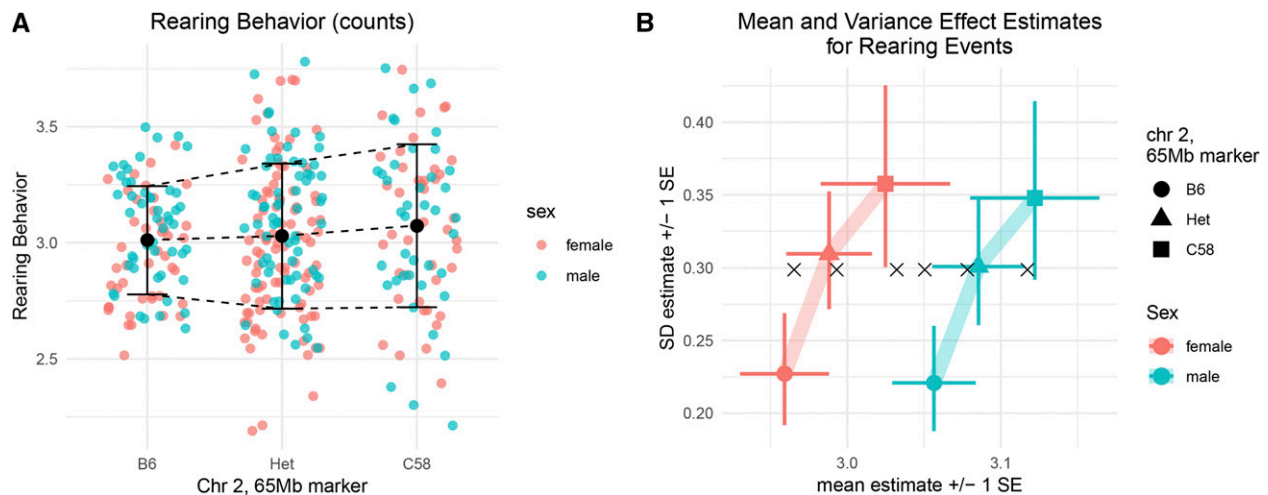 A
Rearing Behavior (counts)
Rearing Behavior
3.5
3.0
2.5
B6
Het
C58
Chr 2, 65Mb marker
sex
female
male
B
Mean and Variance Effect Estimates
for Rearing Events
SD estimate +/− 1 SE
0.40
0.35
0.30
0.25
0.20
3.0
3.1
mean estimate +/− 1 SE
chr 2,
65Mb marker
B6
Het
C58
Sex
female
male